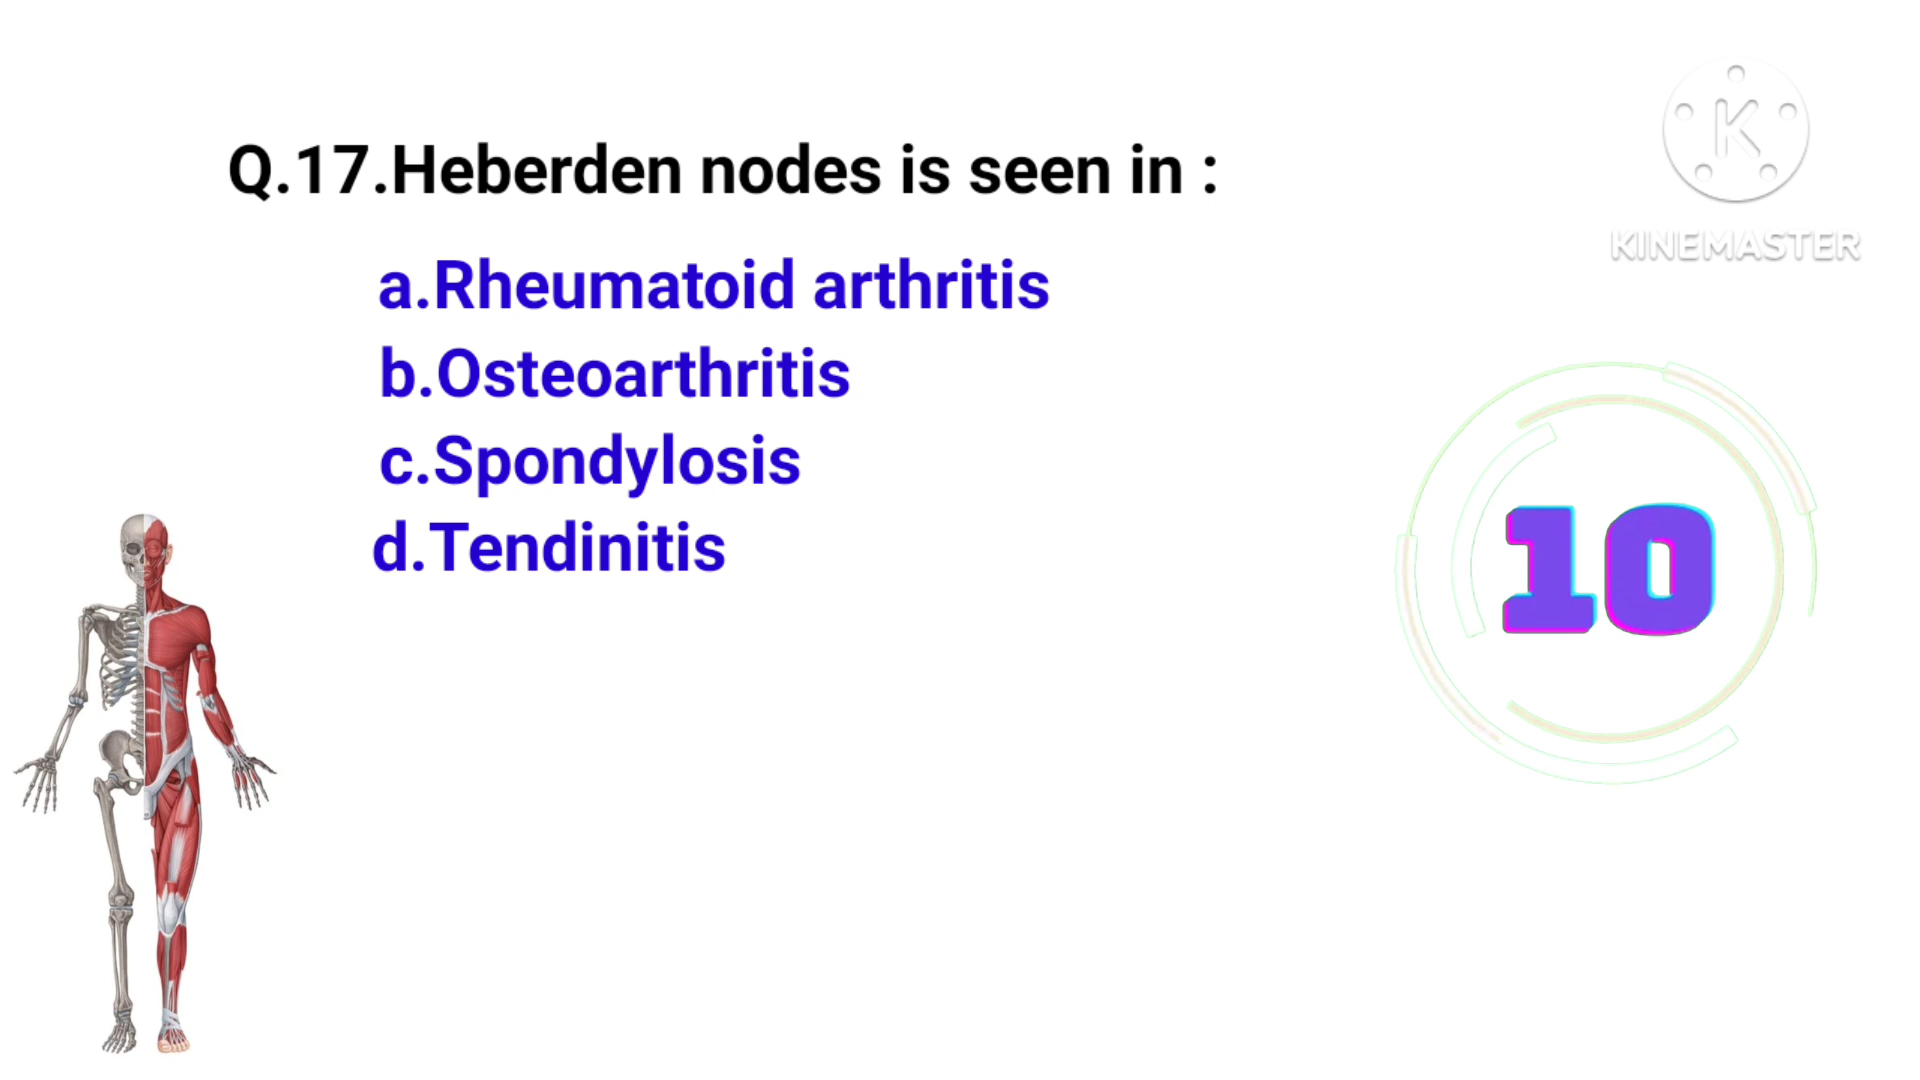 Q.17.Heberden nodes is seen in :
a.Rheumatoid arthritis
b.Osteoarthritis
c.Spondylosis
d.Tendinitis
10
K
KINEMASTER